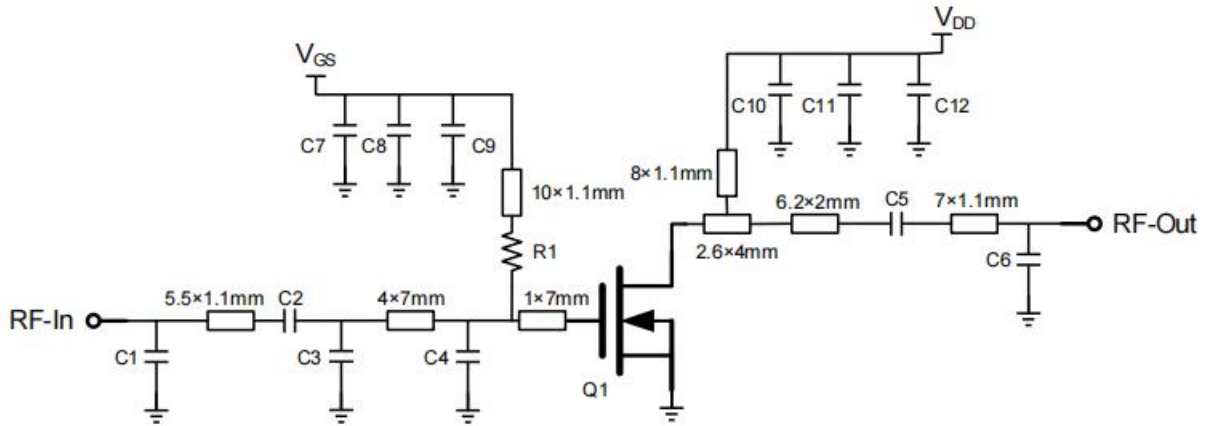 V_DD
V_GS
C7 C8 C9
C10 C11 C12
10×1.1mm
8×1.1mm
6.2×2mm C5 7×1.1mm
2.6×4mm
RF-Out
R1
C6
5.5×1.1mm C2 4×7mm 1×7mm
RF-In
C1 C3 C4
Q1